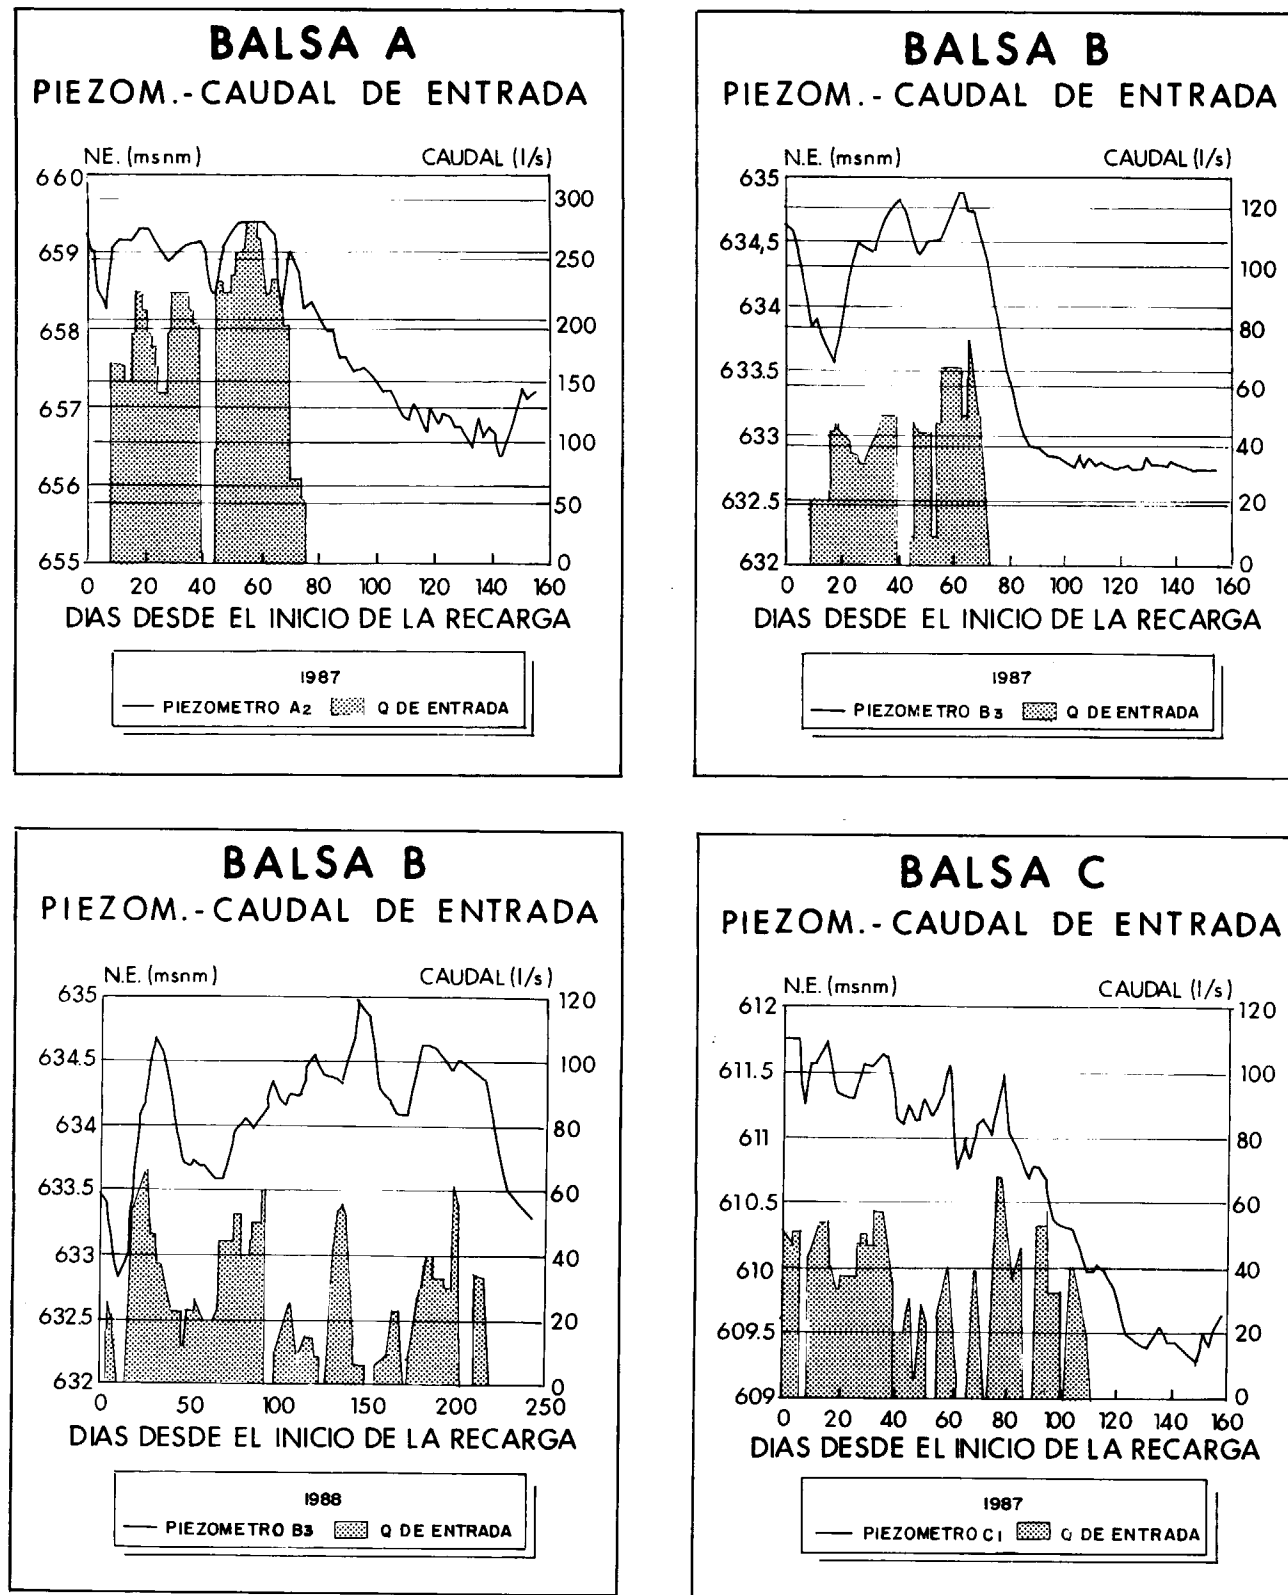 BALSA A
PIEZOM.-CAUDAL DE ENTRADA
NE. (msnm)
CAUDAL (l/s)
660
659
658
657
656
655
300
250
200
150
100
50
0
0 20 40 60 80 100 120 140 160
DIAS DESDE EL INICIO DE LA RECARGA
1987
PIEZOMETRO A2 Q DE ENTRADA
BALSA B
PIEZOM.-CAUDAL DE ENTRADA
N.E. (msnm)
CAUDAL (l/s)
635
634,5
634
633.5
633
632.5
632
120
100
80
60
40
20
0
0 20 40 60 80 100 120 140 160
DIAS DESDE EL INICIO DE LA RECARGA
1987
PIEZOMETRO B3 Q DE ENTRADA
BALSA B
PIEZOM.-CAUDAL DE ENTRADA
N.E. (msnm)
CAUDAL (l/s)
635
634.5
634
633.5
633
632.5
632
120
100
80
60
40
20
0
0 50 100 150 200 250
DIAS DESDE EL INICIO DE LA RECARGA
1988
PIEZOMETRO B3 Q DE ENTRADA
BALSA C
PIEZOM.-CAUDAL DE ENTRADA
N.E. (msnm)
CAUDAL (l/s)
612
611.5
611
610.5
610
609.5
609
120
100
80
60
40
20
0
0 20 40 60 80 100 120 140 160
DIAS DESDE EL INICIO DE LA RECARGA
1987
PIEZOMETRO C1 Q DE ENTRADA